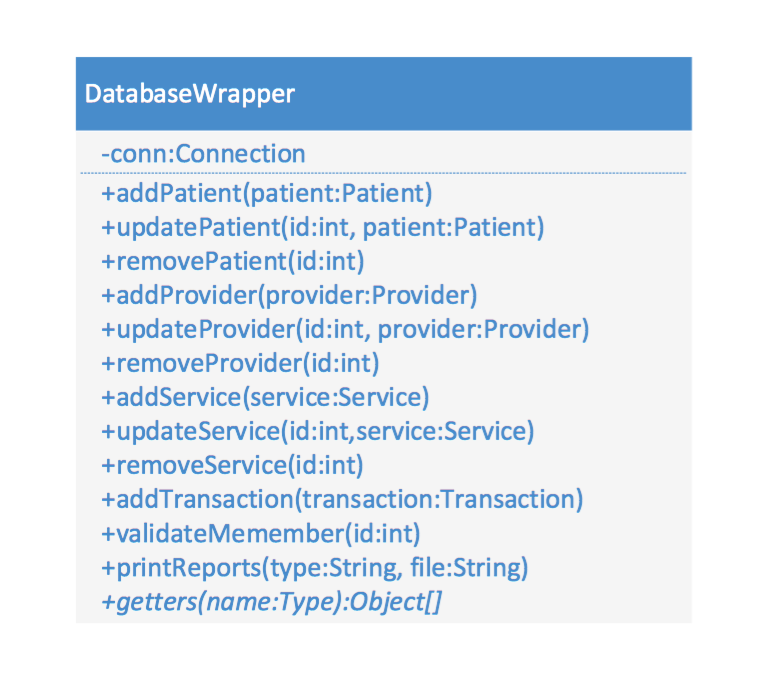 DatabaseWrapper
-conn:Connection
+addPatient(patient:Patient)
+updatePatient(id:int, patient:Patient)
+removePatient(id:int)
+addProvider(provider:Provider)
+updateProvider(id:int, provider:Provider)
+removeProvider(id:int)
+addService(service:Service)
+updateService(id:int,service:Service)
+removeService(id:int)
+addTransaction(transaction:Transaction)
+validateMemember(id:int)
+printReports(type:String, file:String)
+getters(name:Type):Object[]